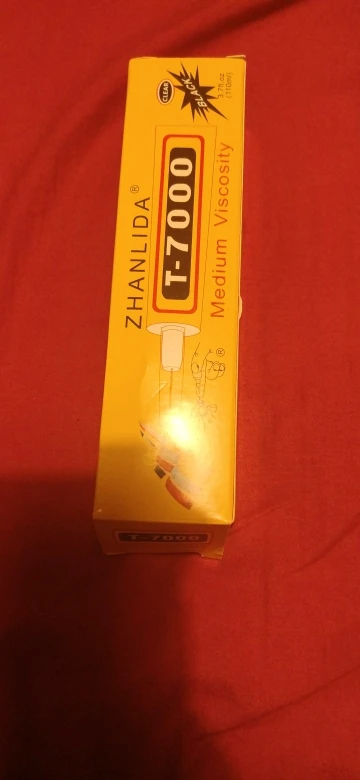 CLEAR
BLACK
3.7fl.oz
(110ml)
ZHANLIDA®
T-7000
Medium Viscosity
®
T-7000